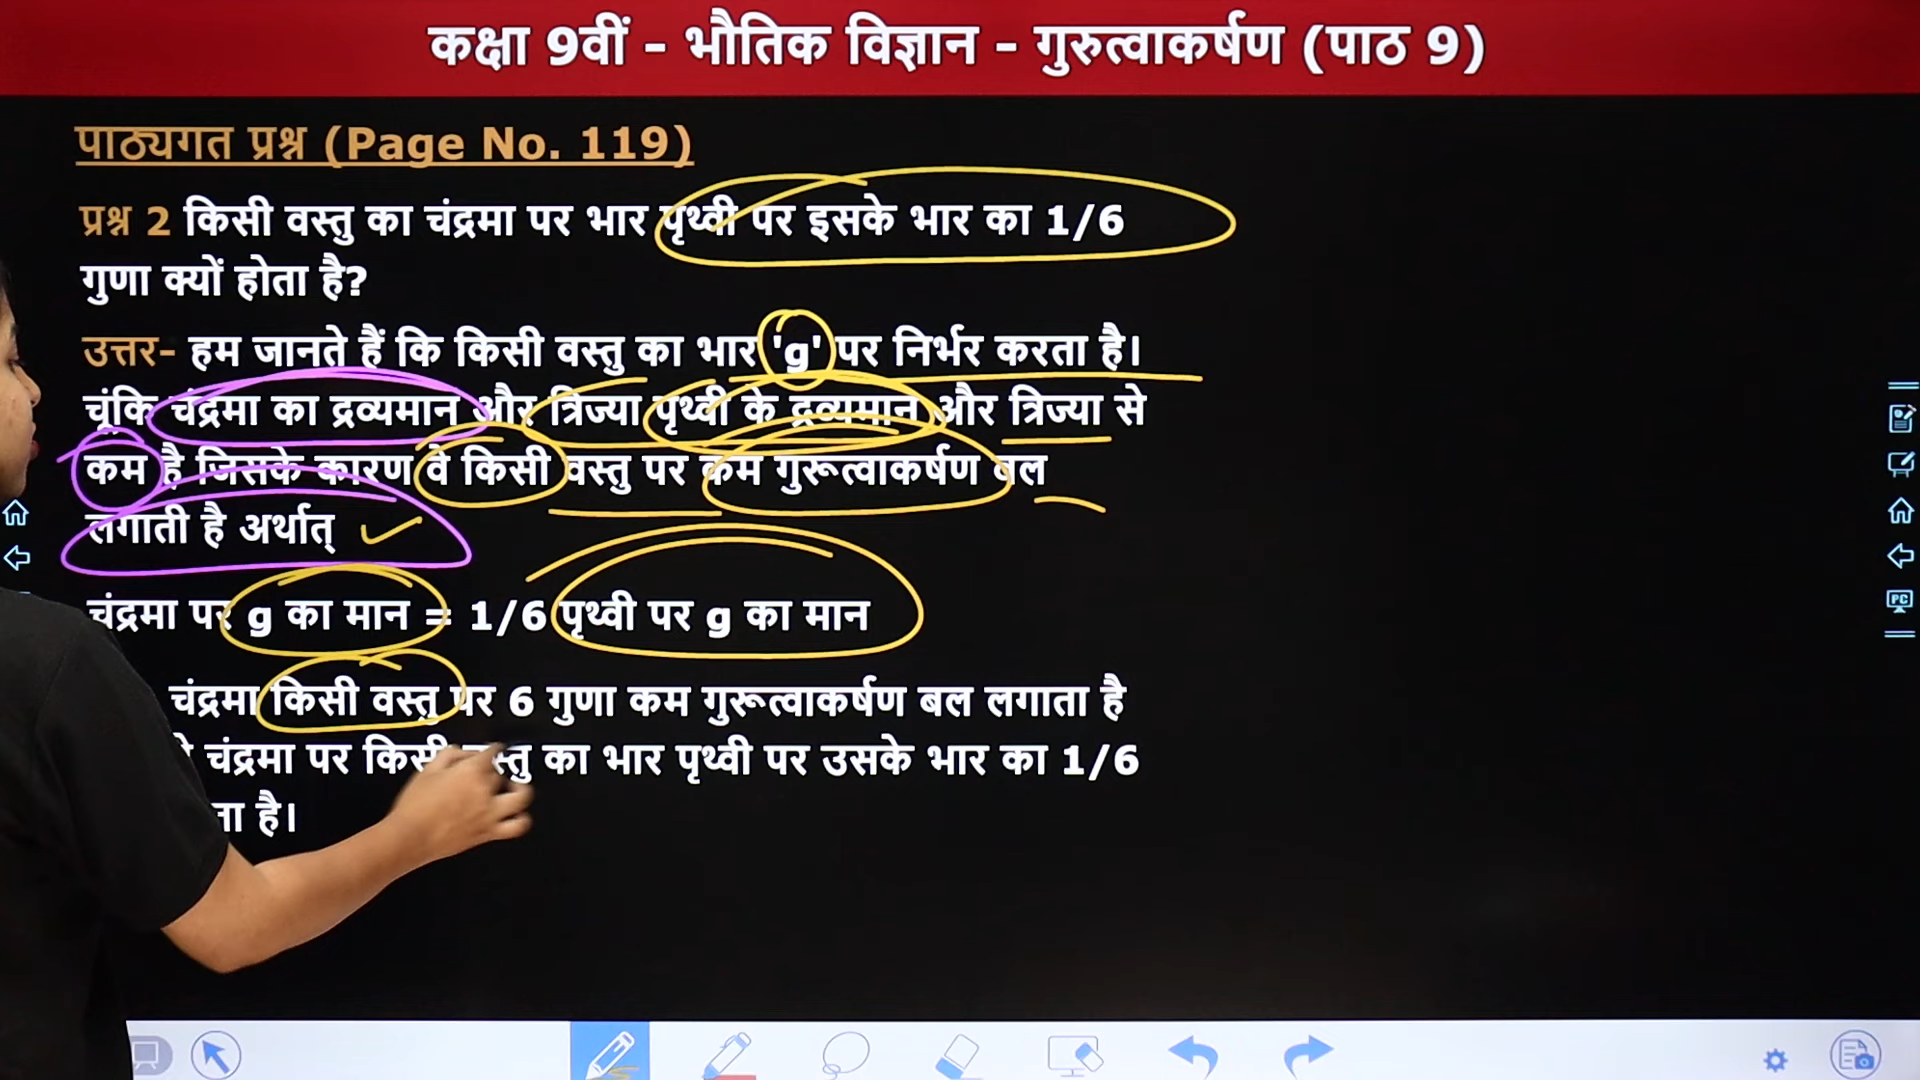 कक्षा 9वीं - भौतिक विज्ञान - गुरुत्वाकर्षण (पाठ 9)
पाठ्यगत प्रश्न (Page No. 119)
प्रश्न 2 किसी वस्तु का चंद्रमा पर भार पृथ्वी पर इसके भार का 1/6
गुणा क्यों होता है?
उत्तर- हम जानते हैं कि किसी वस्तु का भार 'g' पर निर्भर करता है।
चूंकि चंद्रमा का द्रव्यमान और त्रिज्या पृथ्वी के द्रव्यमान और त्रिज्या से
कम है जिसके कारण वे किसी वस्तु पर कम गुरूत्वाकर्षण बल
लगाती है अर्थात्
चंद्रमा पर g का मान = 1/6 पृथ्वी पर g का मान
चंद्रमा किसी वस्तु पर 6 गुणा कम गुरूत्वाकर्षण बल लगाता है
चंद्रमा पर किसी वस्तु का भार पृथ्वी पर उसके भार का 1/6
है।
PC